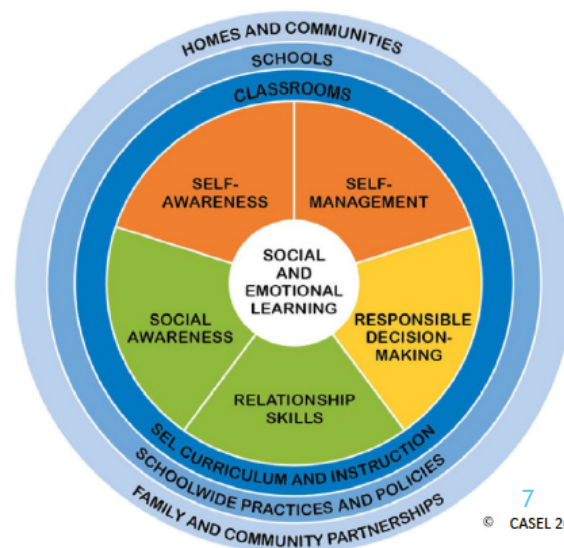 HOMES AND COMMUNITIES
SCHOOLS
CLASSROOMS
SELF-
AWARENESS
SELF-
MANAGEMENT
SOCIAL
AND
EMOTIONAL
LEARNING
SOCIAL
AWARENESS
RESPONSIBLE
DECISION-
MAKING
RELATIONSHIP
SKILLS
SEL CURRICULUM AND INSTRUCTION
SCHOOLWIDE PRACTICES AND POLICIES
FAMILY AND COMMUNITY PARTNERSHIPS
7
© CASEL